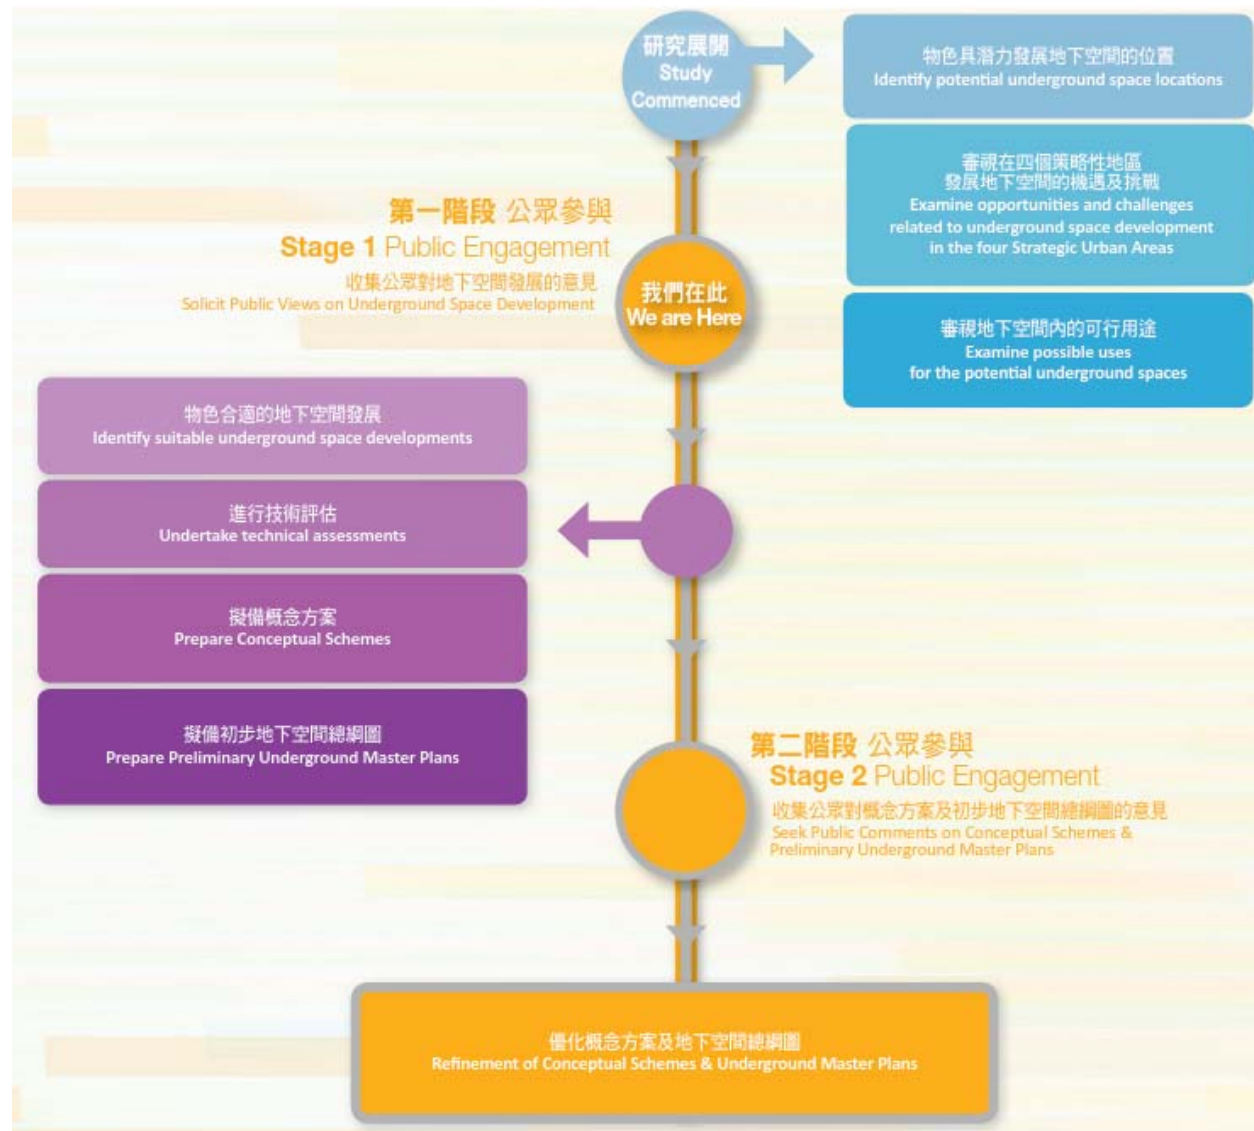 研究展開
Study
Commenced
物色具潛力發展地下空間的位置
Identify potential underground space locations
審視在四個策略性地區
發展地下空間的機遇及挑戰
Examine opportunities and challenges
related to underground space development
in the four Strategic Urban Areas
審視地下空間內的可行用途
Examine possible uses
for the potential underground spaces
第一階段 公眾參與
Stage 1 Public Engagement
收集公眾對地下空間發展的意見
Solicit Public Views on Underground Space Development
我們在此
We are Here
物色合適的地下空間發展
Identify suitable underground space developments
進行技術評估
Undertake technical assessments
擬備概念方案
Prepare Conceptual Schemes
擬備初步地下空間總綱圖
Prepare Preliminary Underground Master Plans
第二階段 公眾參與
Stage 2 Public Engagement
收集公眾對概念方案及初步地下空間總綱圖的意見
Seek Public Comments on Conceptual Schemes &
Preliminary Underground Master Plans
優化概念方案及地下空間總綱圖
Refinement of Conceptual Schemes & Underground Master Plans